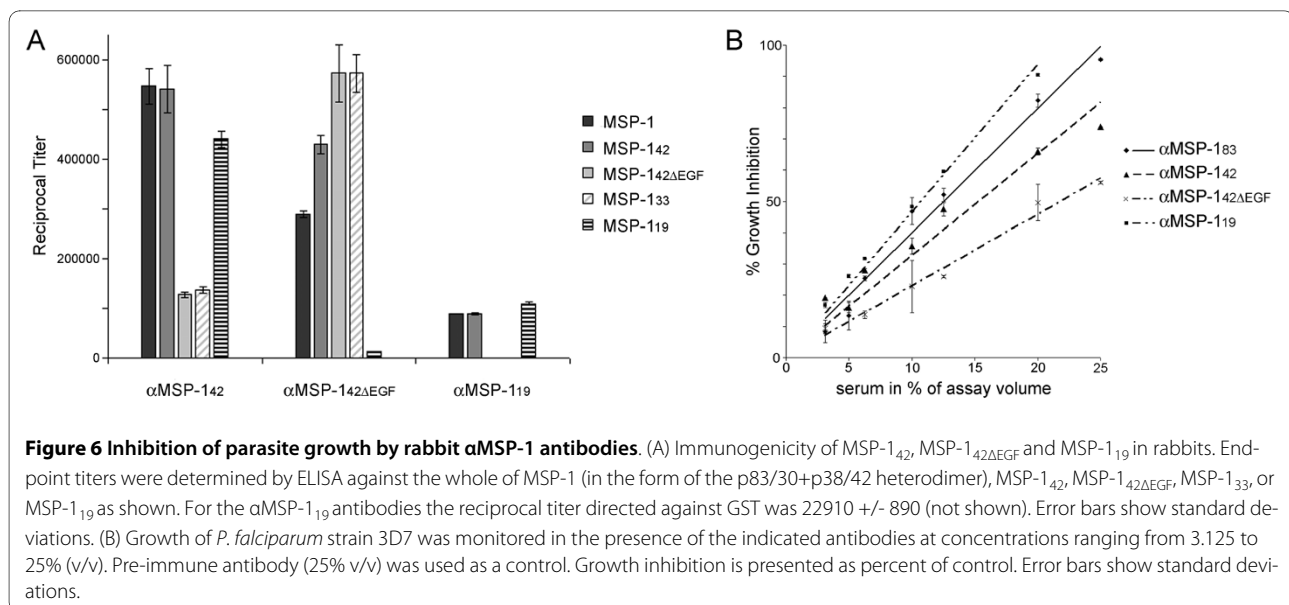 A
600000
400000
200000
0
Reciprocal Titer
αMSP-142
αMSP-142ΔEGF
αMSP-119
MSP-1
MSP-142
MSP-142ΔEGF
MSP-133
MSP-119
B
100
50
0
% Growth Inhibition
5
10
15
20
25
serum in % of assay volume
αMSP-183
αMSP-142
αMSP-142ΔEGF
αMSP-119
Figure 6 Inhibition of parasite growth by rabbit αMSP-1 antibodies. (A) Immunogenicity of MSP-1₄₂, MSP-1₄₂ΔEGF and MSP-1₁₉ in rabbits. End-
point titers were determined by ELISA against the whole of MSP-1 (in the form of the p83/30+p38/42 heterodimer), MSP-1₄₂, MSP-1₄₂ΔEGF, MSP-1₃₃, or
MSP-1₁₉ as shown. For the αMSP-1₁₉ antibodies the reciprocal titer directed against GST was 22910 +/- 890 (not shown). Error bars show standard de-
viations. (B) Growth of P. falciparum strain 3D7 was monitored in the presence of the indicated antibodies at concentrations ranging from 3.125 to
25% (v/v). Pre-immune antibody (25% v/v) was used as a control. Growth inhibition is presented as percent of control. Error bars show standard devi-
ations.